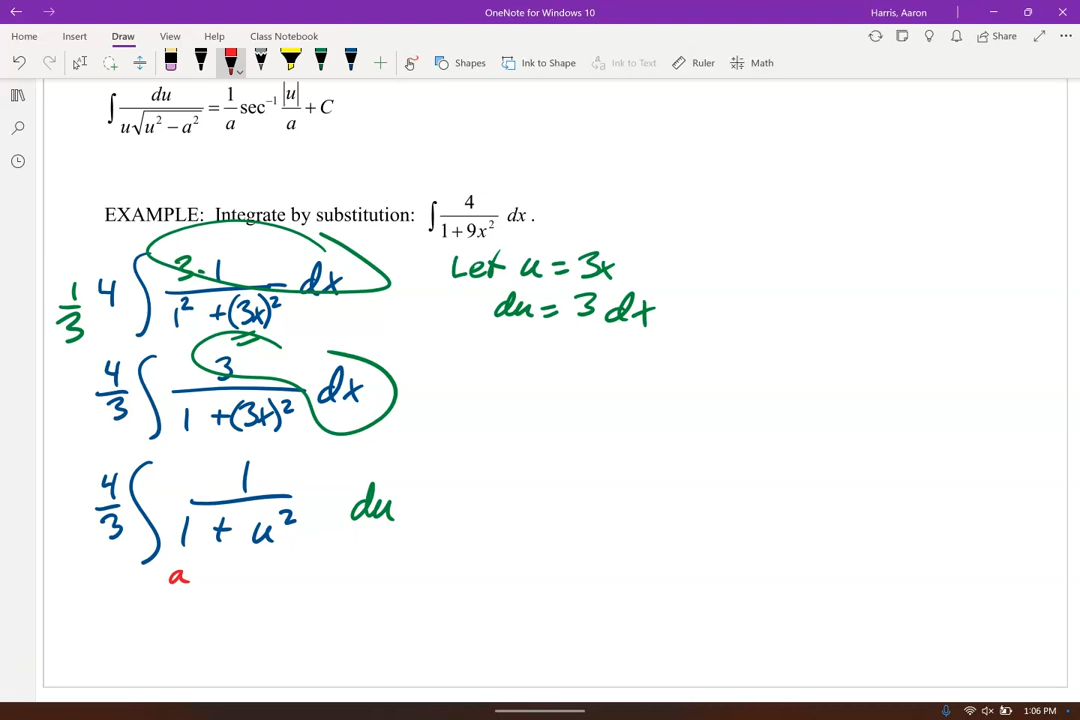 OneNote for Windows 10
Harris, Aaron
Home Insert Draw View Help Class Notebook
Share
Shapes Ink to Shape Ink to Text Ruler Math
∫ du / (u√(u² − a²)) = 1/a sec⁻¹ |u|/a + C
EXAMPLE: Integrate by substitution: ∫ 4/(1 + 9x²) dx .
1/3 4 ∫ 3·1/(1² + (3x)²) dx
Let u = 3x
du = 3 dx
4/3 ∫ 3/(1 + (3x)²) dx
4/3 ∫ 1/(1 + u²) du
a
1:06 PM